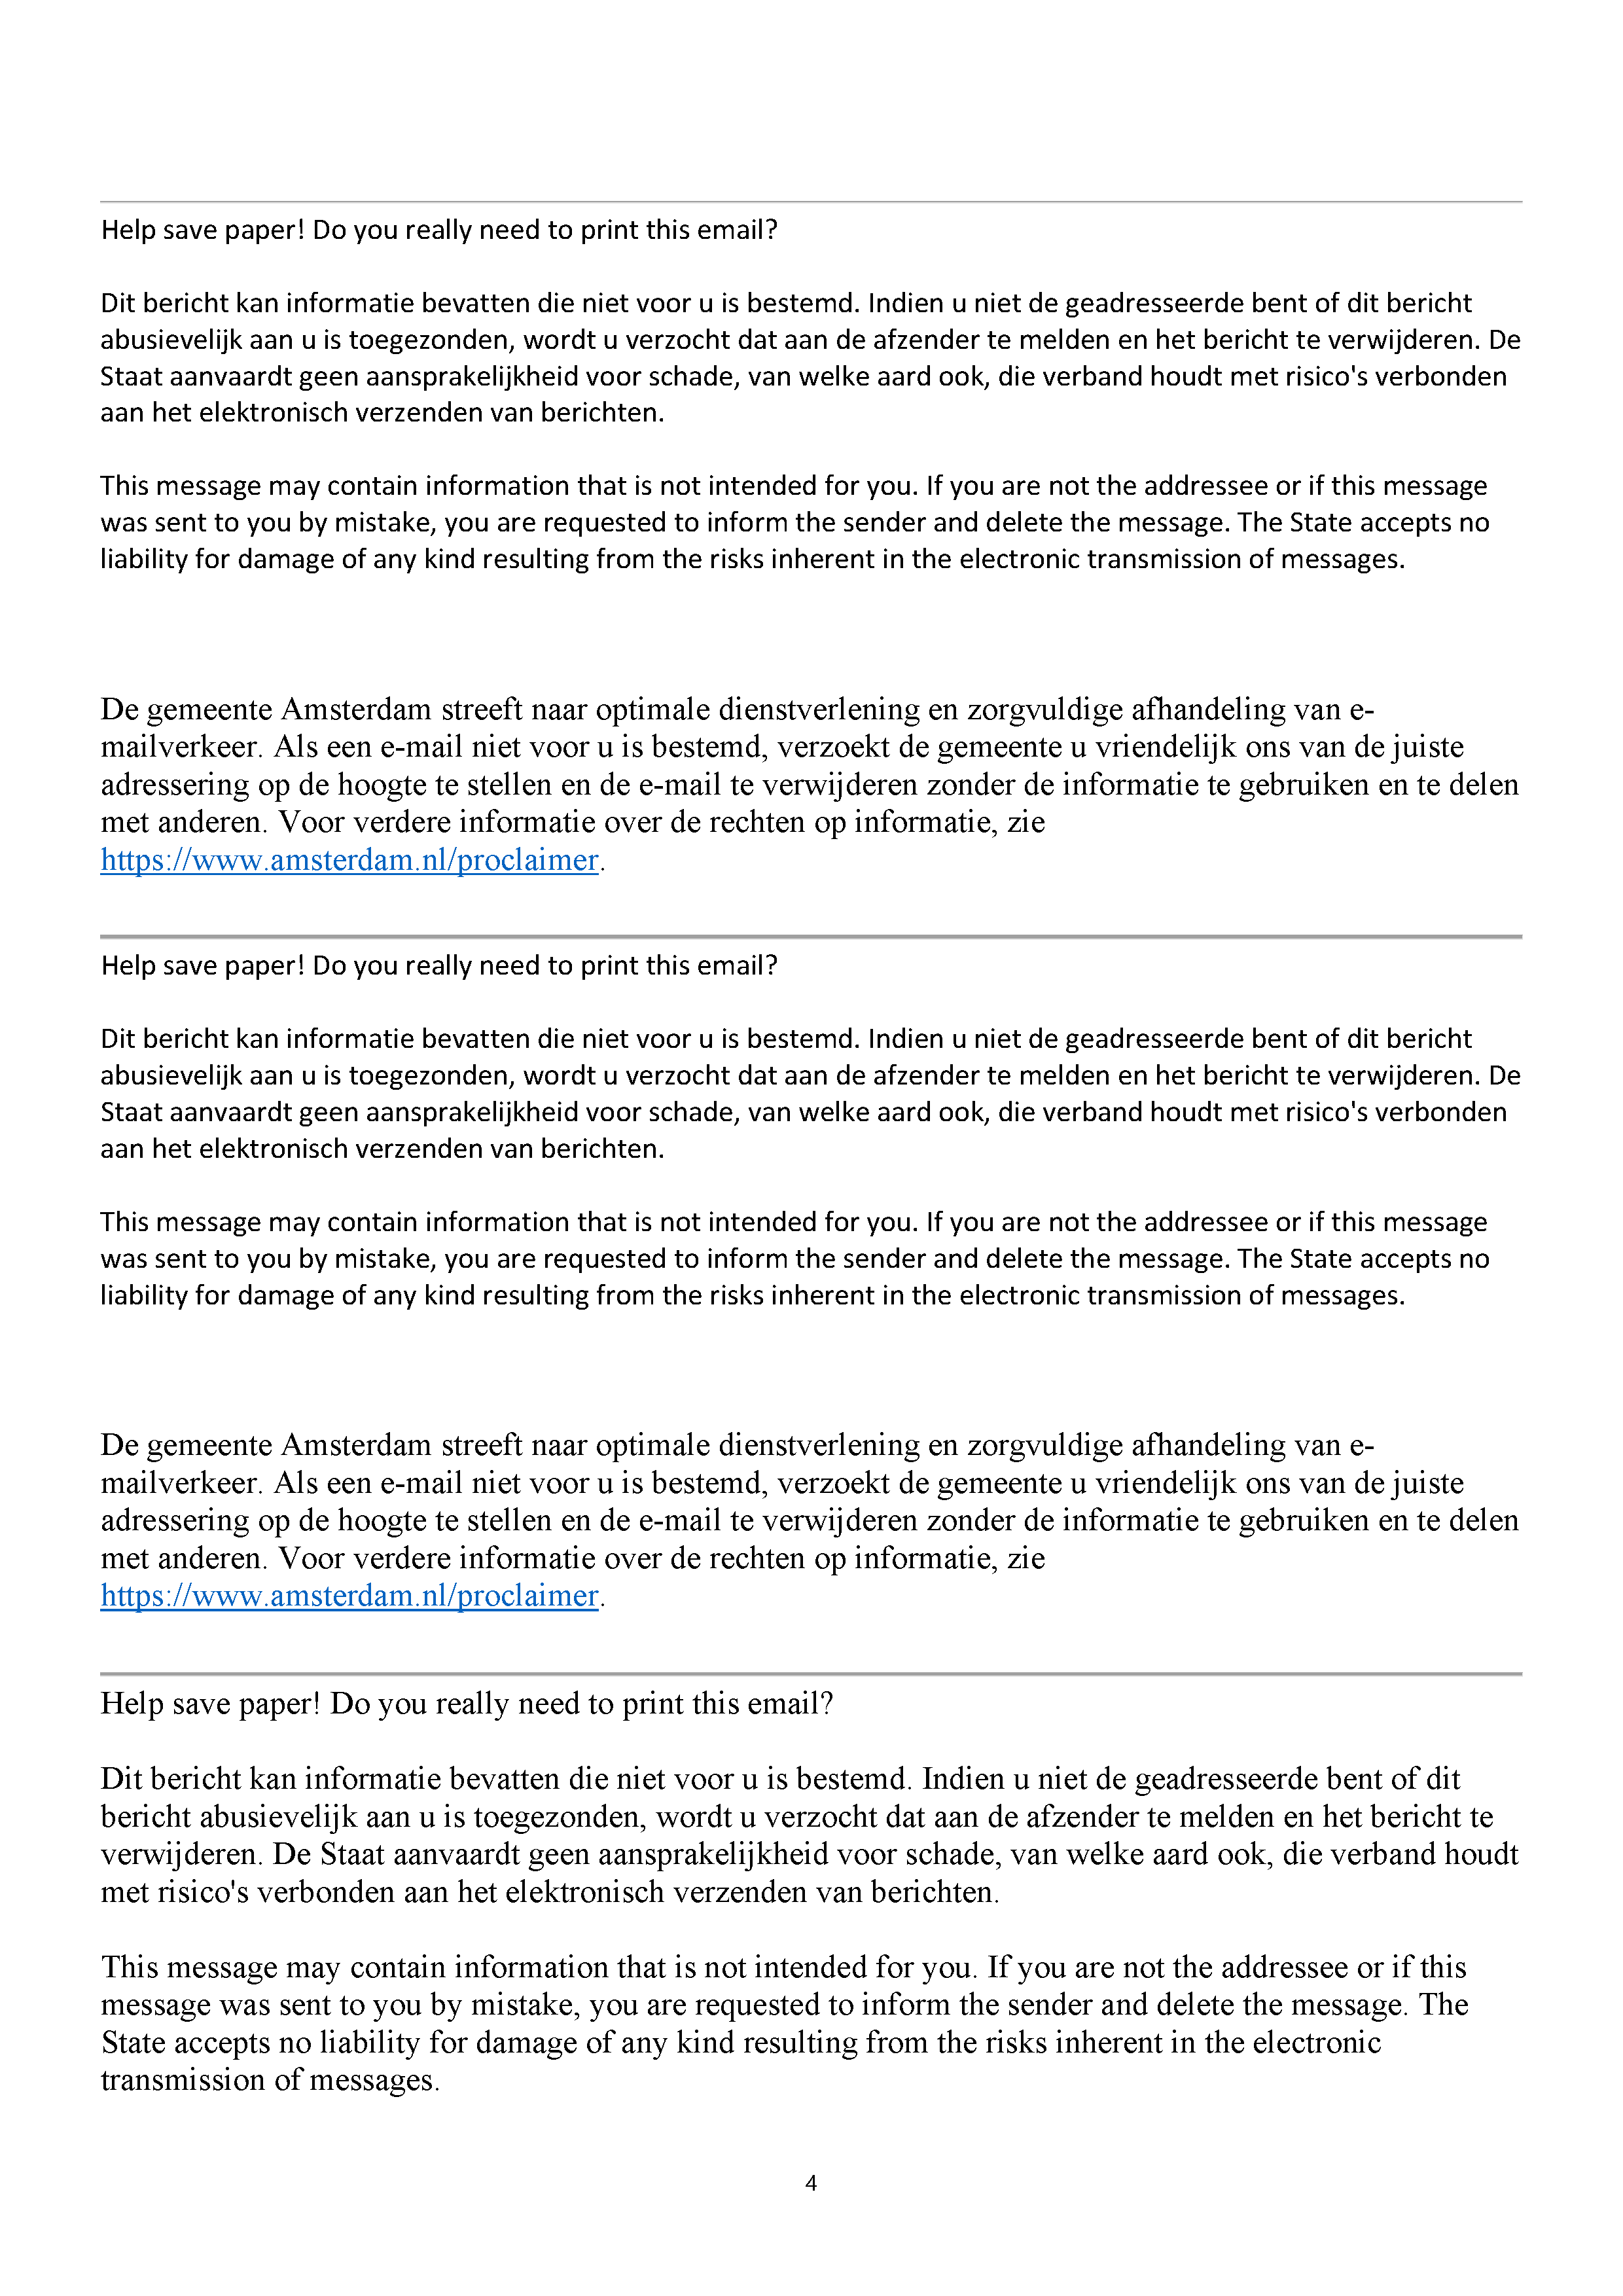 Help save paper! Do you really need to print this email?
Dit bericht kan informatie bevatten die niet voor u is bestemd. Indien u niet de geadresseerde bent of dit bericht
abusievelijk aan u is toegezonden, wordt u verzocht dat aan de afzender te melden en het bericht te verwijderen. De
Staat aanvaardt geen aansprakelijkheid voor schade, van welke aard ook, die verband houdt met risico's verbonden
aan het elektronisch verzenden van berichten.
This message may contain information that is not intended for you. If you are not the addressee or if this message
was sent to you by mistake, you are requested to inform the sender and delete the message. The State accepts no
liability for damage of any kind resulting from the risks inherent in the electronic transmission of messages.
De gemeente Amsterdam streeft naar optimale dienstverlening en zorgvuldige afhandeling van e-
mailverkeer. Als een e-mail niet voor u is bestemd, verzoekt de gemeente u vriendelijk ons van de juiste
adressering op de hoogte te stellen en de e-mail te verwijderen zonder de informatie te gebruiken en te delen
met anderen. Voor verdere informatie over de rechten op informatie, zie
https://www.amsterdam.nl/proclaimer.
Help save paper! Do you really need to print this email?
Dit bericht kan informatie bevatten die niet voor u is bestemd. Indien u niet de geadresseerde bent of dit bericht
abusievelijk aan u is toegezonden, wordt u verzocht dat aan de afzender te melden en het bericht te verwijderen. De
Staat aanvaardt geen aansprakelijkheid voor schade, van welke aard ook, die verband houdt met risico's verbonden
aan het elektronisch verzenden van berichten.
This message may contain information that is not intended for you. If you are not the addressee or if this message
was sent to you by mistake, you are requested to inform the sender and delete the message. The State accepts no
liability for damage of any kind resulting from the risks inherent in the electronic transmission of messages.
De gemeente Amsterdam streeft naar optimale dienstverlening en zorgvuldige afhandeling van e-
mailverkeer. Als een e-mail niet voor u is bestemd, verzoekt de gemeente u vriendelijk ons van de juiste
adressering op de hoogte te stellen en de e-mail te verwijderen zonder de informatie te gebruiken en te delen
met anderen. Voor verdere informatie over de rechten op informatie, zie
https://www.amsterdam.nl/proclaimer.
Help save paper! Do you really need to print this email?
Dit bericht kan informatie bevatten die niet voor u is bestemd. Indien u niet de geadresseerde bent of dit
bericht abusievelijk aan u is toegezonden, wordt u verzocht dat aan de afzender te melden en het bericht te
verwijderen. De Staat aanvaardt geen aansprakelijkheid voor schade, van welke aard ook, die verband houdt
met risico's verbonden aan het elektronisch verzenden van berichten.
This message may contain information that is not intended for you. If you are not the addressee or if this
message was sent to you by mistake, you are requested to inform the sender and delete the message. The
State accepts no liability for damage of any kind resulting from the risks inherent in the electronic
transmission of messages.
4